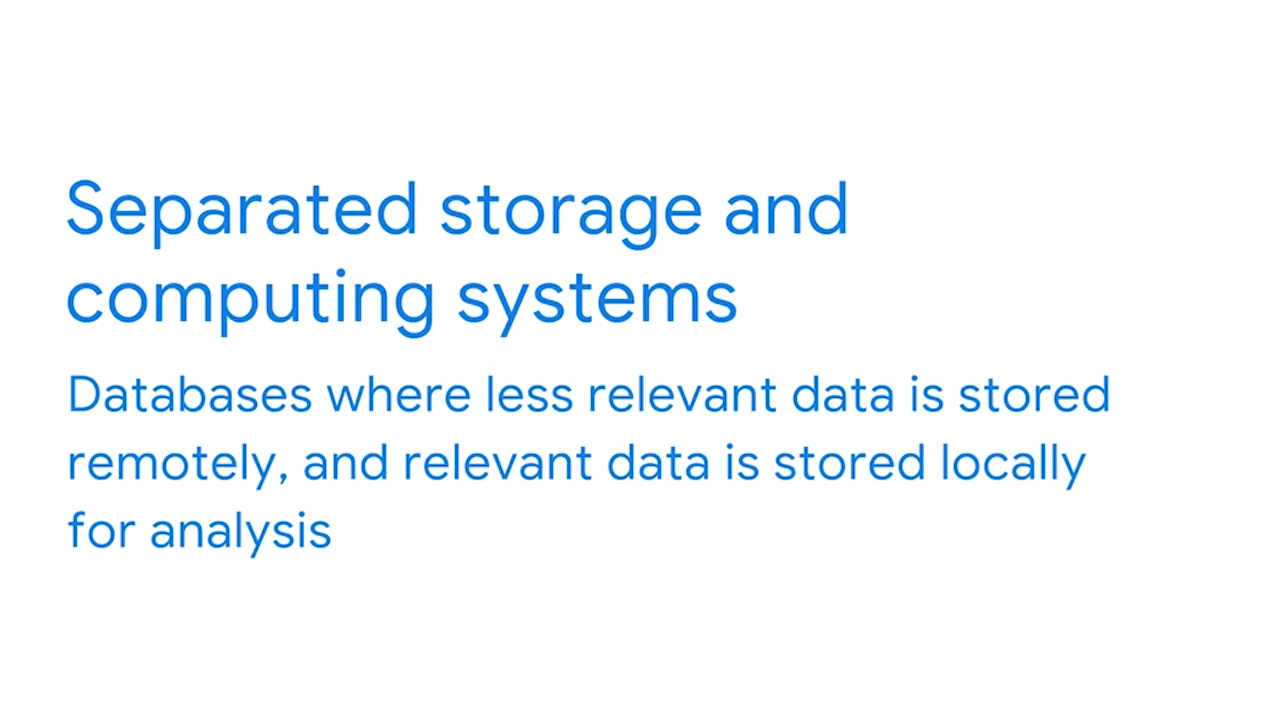 Separated storage and
computing systems
Databases where less relevant data is stored
remotely, and relevant data is stored locally
for analysis